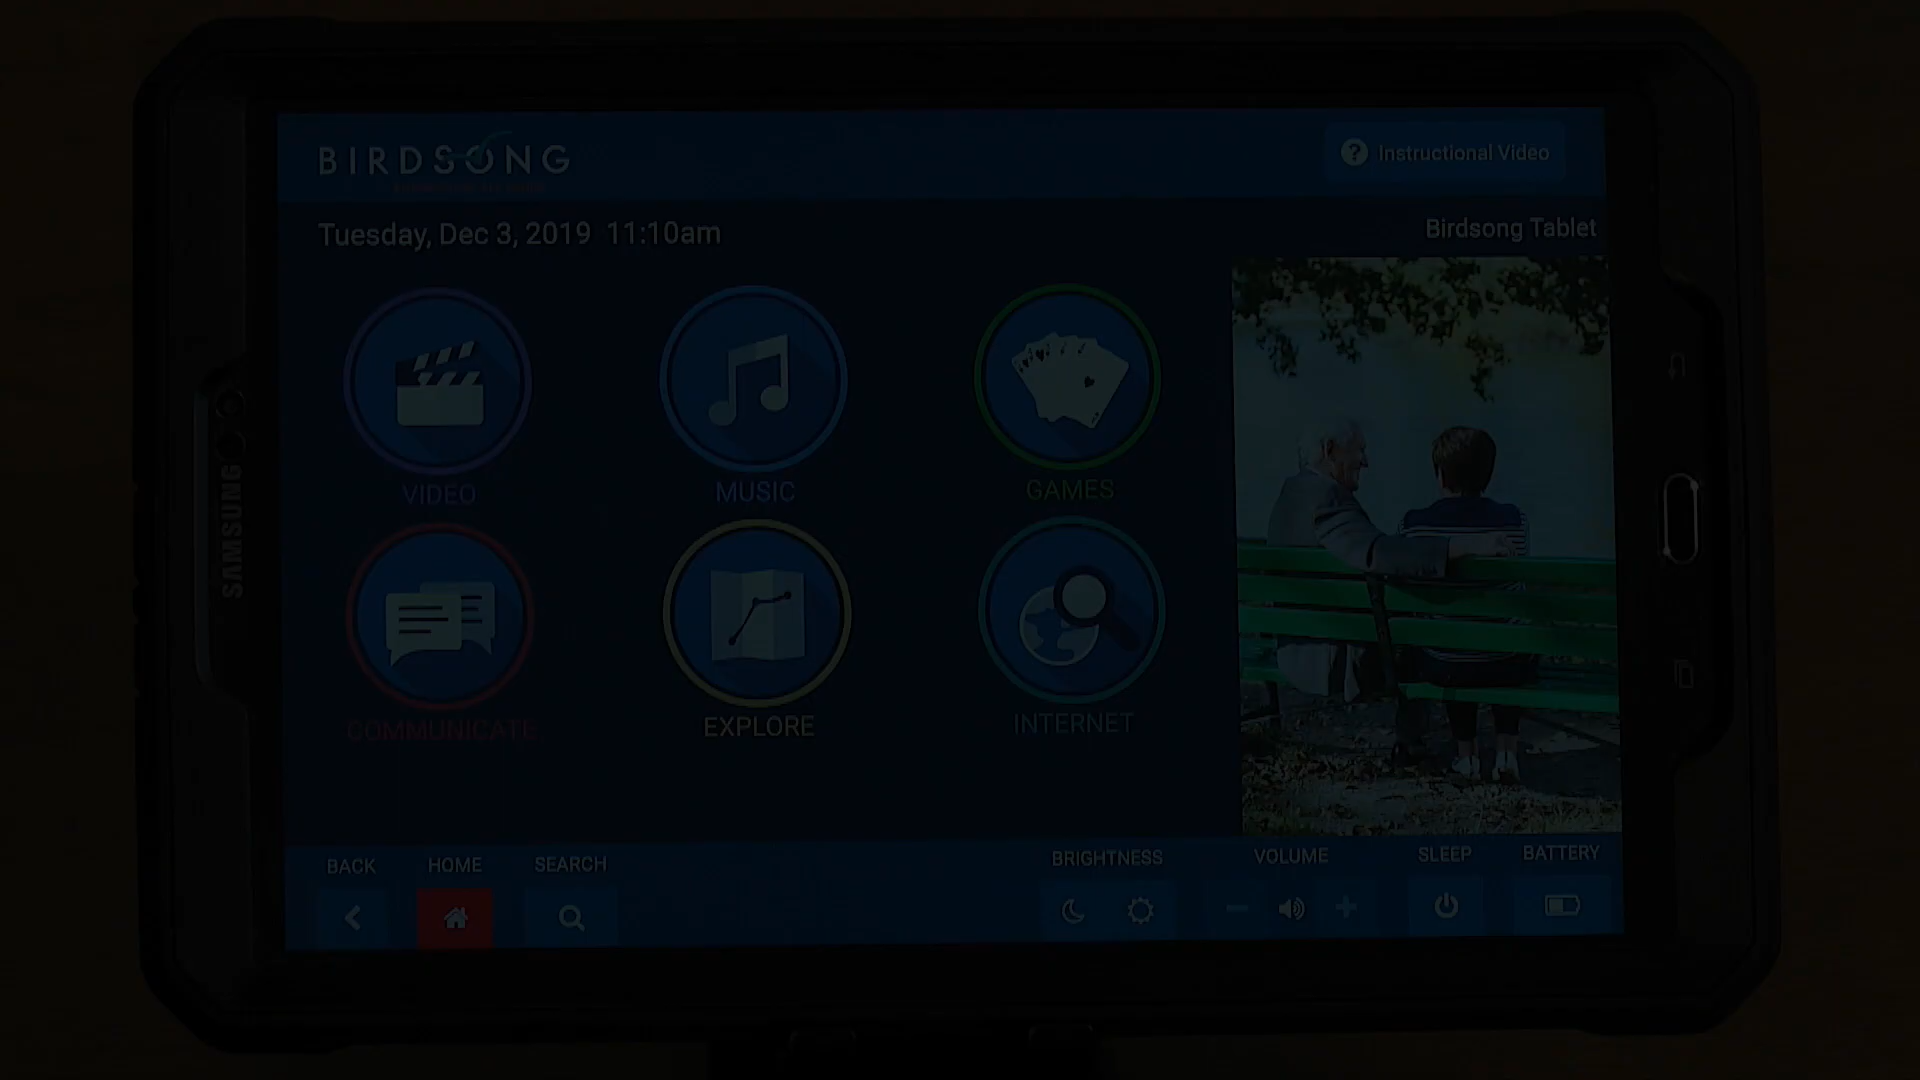 BIRDSONG
Instructional Video
Tuesday, Dec 3, 2019 11:10am
Birdsong Tablet
VIDEO
MUSIC
GAMES
COMMUNICATE
EXPLORE
INTERNET
BACK
HOME
SEARCH
BRIGHTNESS
VOLUME
SLEEP
BATTERY
SAMSUNG